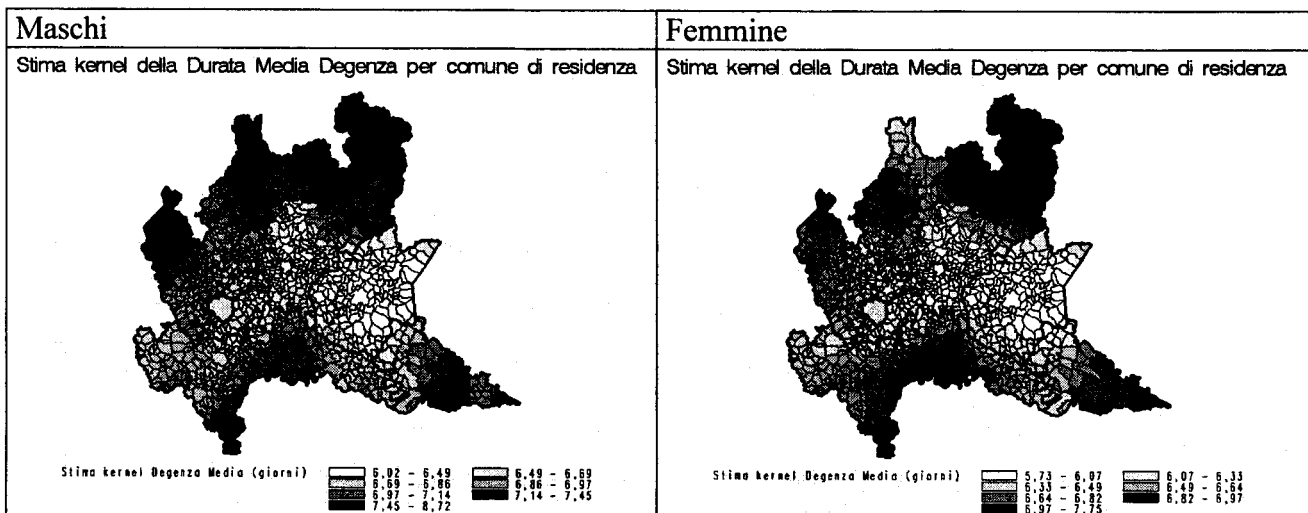 Maschi
Femmine
Stima kernel della Durata Media Degenza per comune di residenza
Stima kernel della Durata Media Degenza per comune di residenza
Stima kernel Degenza Media (giorni)
6,02 - 6,49
6,49 - 6,69
6,69 - 6,86
6,86 - 6,97
6,97 - 7,14
7,14 - 7,45
7,45 - 8,72
Stima kernel Degenza Media (giorni)
5,73 - 6,07
6,07 - 6,33
6,33 - 6,49
6,49 - 6,64
6,64 - 6,82
6,82 - 6,97
6,97 - 7,75